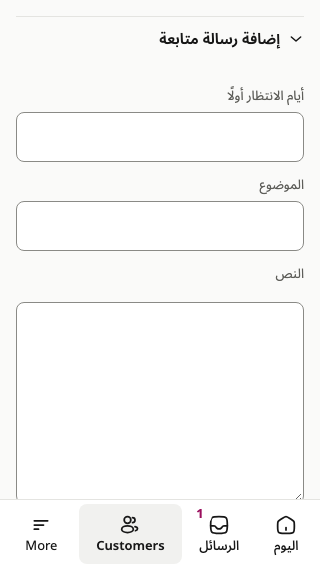 إضافة رسالة متابعة
أيام الانتظار أولًا
الموضوع
النص
1
اليوم
الرسائل
Customers
More